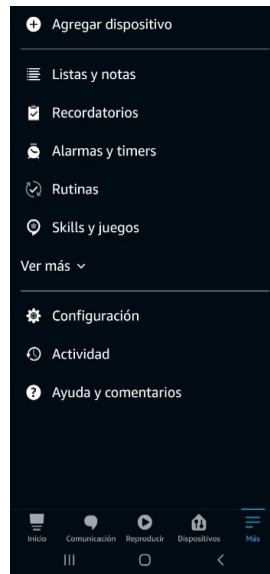 Agregar dispositivo
Listas y notas
Recordatorios
Alarmas y timers
Rutinas
Skills y juegos
Ver más
Configuración
Actividad
Ayuda y comentarios
Inicio Comunicación Reproducir Dispositivos Más